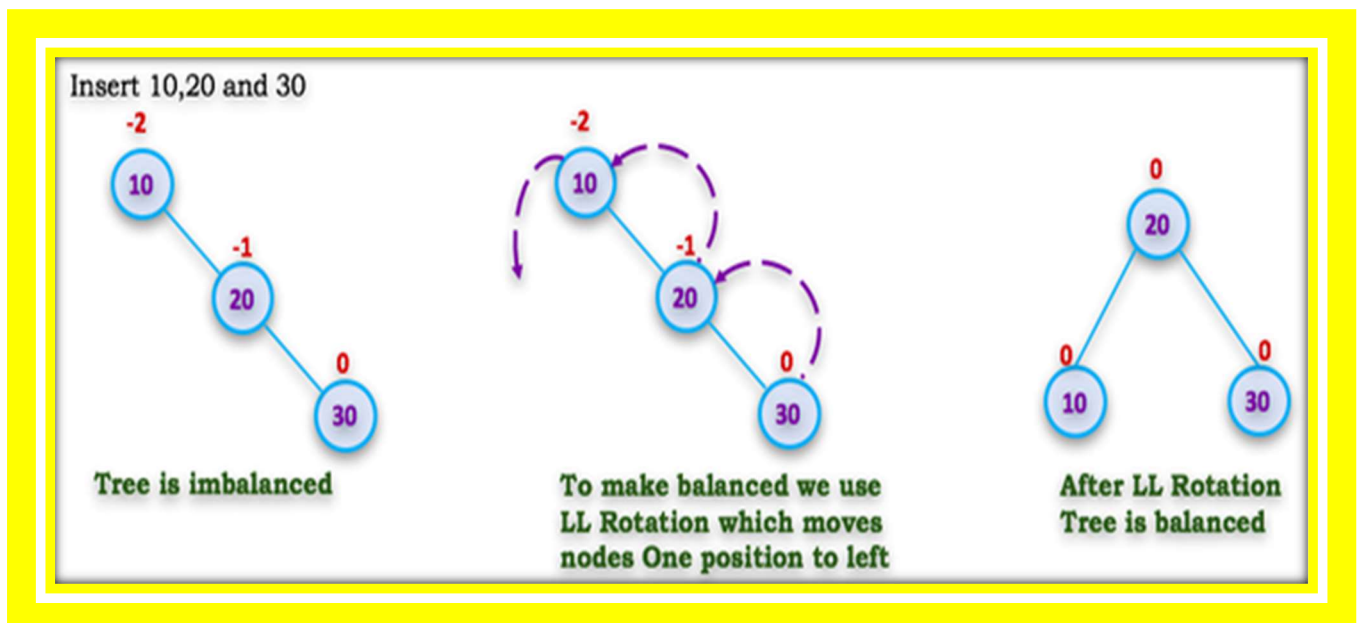 Insert 10,20 and 30
-2
10
-1
20
0
30
Tree is imbalanced
-2
10
-1
20
0
30
To make balanced we use
LL Rotation which moves
nodes One position to left
0
20
0
10
0
30
After LL Rotation
Tree is balanced